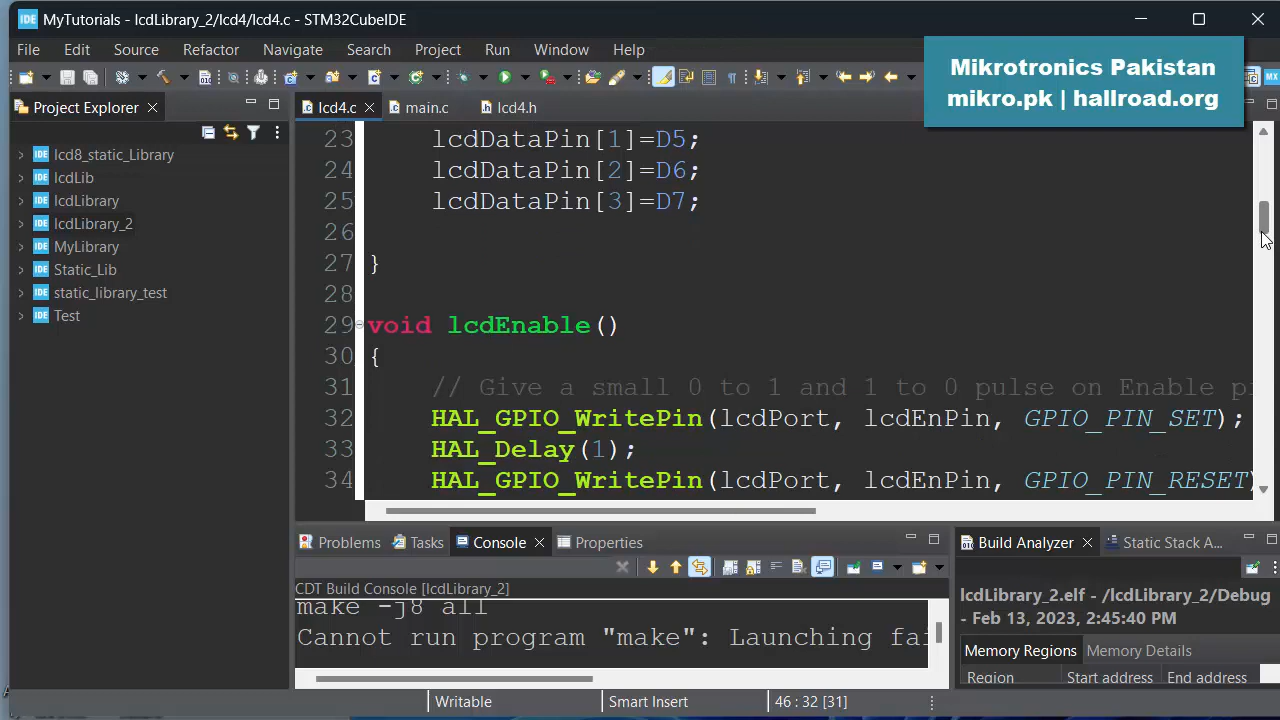 MyTutorials - lcdLibrary_2/lcd4/lcd4.c - STM32CubeIDE
File Edit Source Refactor Navigate Search Project Run Window Help
Mikrotronics Pakistan
mikro.pk | hallroad.org
Project Explorer
lcd4.c
main.c
lcd4.h
lcd8_static_Library
lcdLib
lcdLibrary
lcdLibrary_2
MyLibrary
Static_Lib
static_library_test
Test
23 lcdDataPin[1]=D5;
24 lcdDataPin[2]=D6;
25 lcdDataPin[3]=D7;
26
27 }
28
29 void lcdEnable()
30 {
31 // Give a small 0 to 1 and 1 to 0 pulse on Enable
32 HAL_GPIO_WritePin(lcdPort, lcdEnPin, GPIO_PIN_SET);
33 HAL_Delay(1);
34 HAL_GPIO_WritePin(lcdPort, lcdEnPin, GPIO_PIN_RESET)
Problems Tasks Console Properties
CDT Build Console [lcdLibrary_2]
make -j8 all
Cannot run program "make": Launching
Build Analyzer
Static Stack A...
lcdLibrary_2.elf - /lcdLibrary_2/Debug
- Feb 13, 2023, 2:45:40 PM
Memory Regions Memory Details
Region Start address End address
Writable Smart Insert 46 : 32 [31]